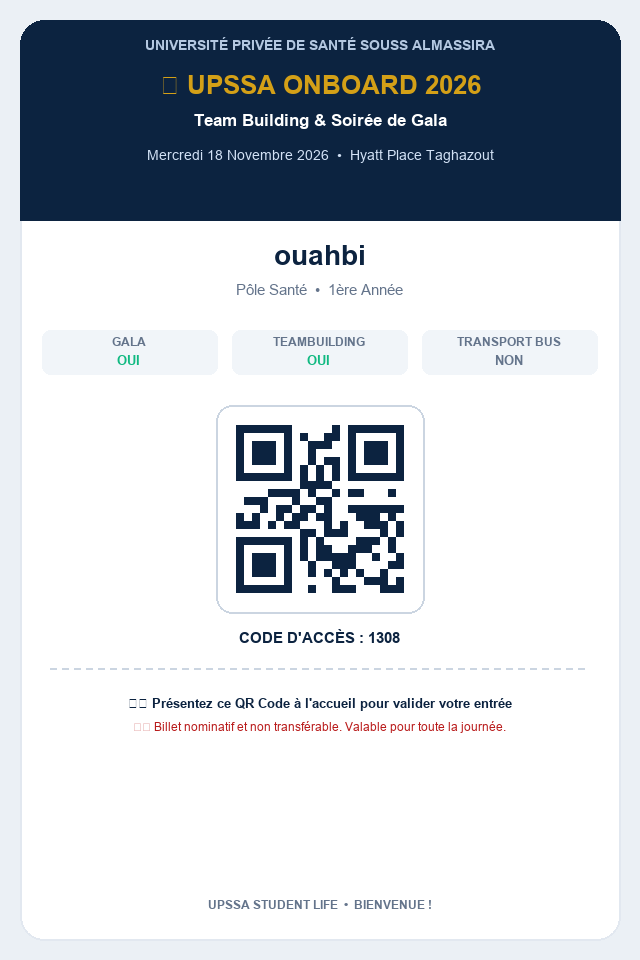 UNIVERSITÉ PRIVÉE DE SANTÉ SOUSS ALMASSIRA
UPSSA ONBOARD 2026
Team Building & Soirée de Gala
Mercredi 18 Novembre 2026 • Hyatt Place Taghazout
ouahbi
Pôle Santé • 1ère Année
GALA
OUI
TEAMBUILDING
OUI
TRANSPORT BUS
NON
CODE D'ACCÈS : 1308
Présentez ce QR Code à l'accueil pour valider votre entrée
Billet nominatif et non transférable. Valable pour toute la journée.
UPSSA STUDENT LIFE • BIENVENUE !